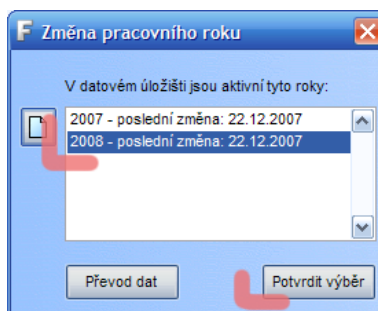 F Změna pracovního roku
V datovém úložišti jsou aktivní tyto roky:
2007 - poslední změna: 22.12.2007
2008 - poslední změna: 22.12.2007
Převod dat
Potvrdit výběr